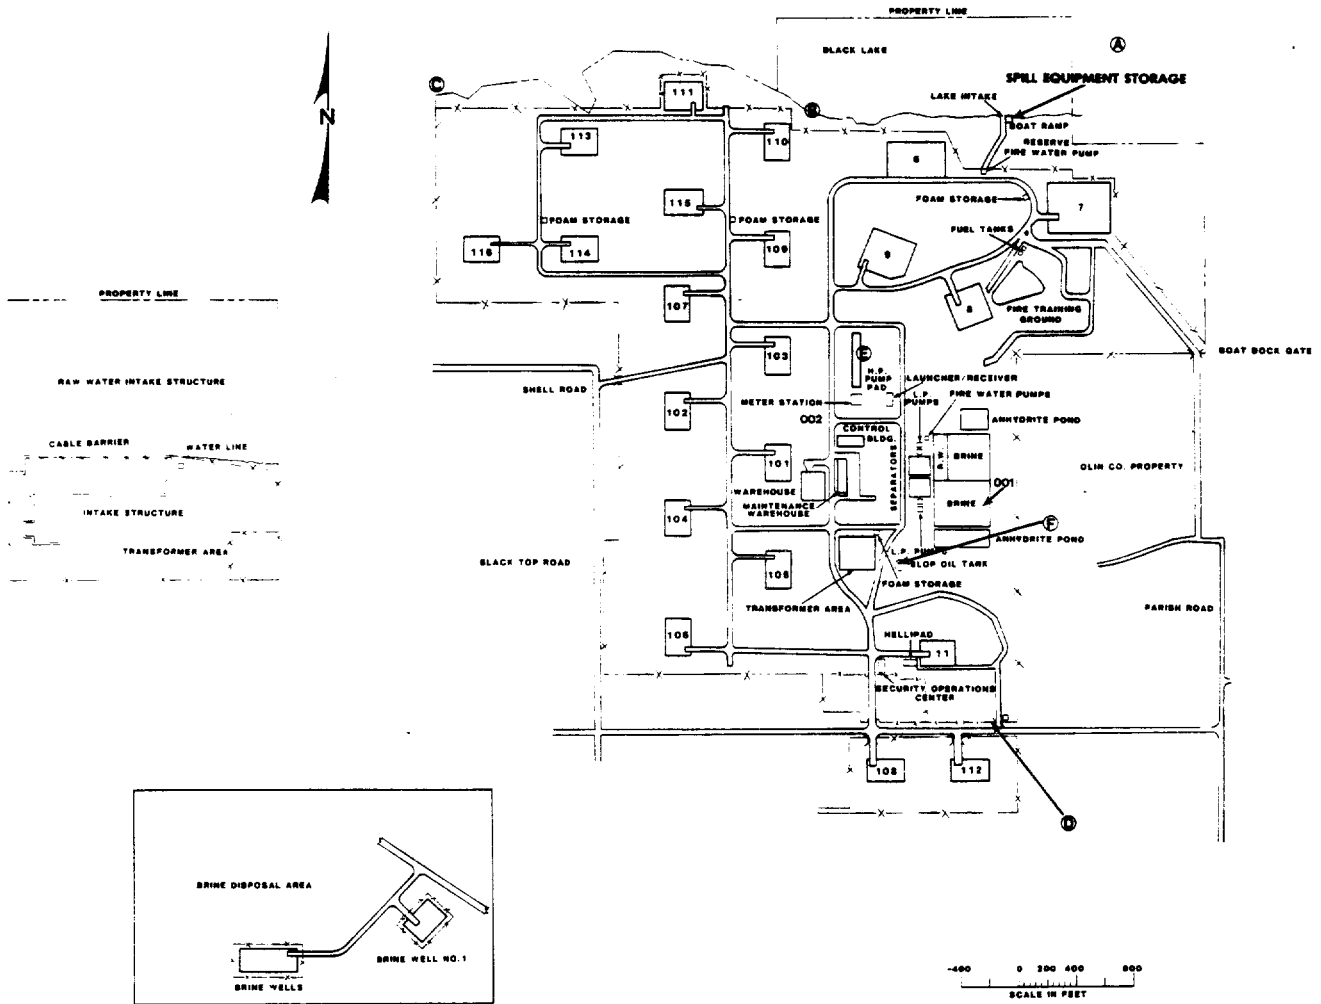 PROPERTY LINE
BLACK LAKE
A
SPILL EQUIPMENT STORAGE
C
LAKE INTAKE
111
B
BOAT RAMP
N
113
110
RESERVE
FIRE WATER PUMP
6
115
FOAM STORAGE
7
FOAM STORAGE
FOAM STORAGE
FUEL TANKS
116
114
109
9
PROPERTY LINE
107
8
FIRE TRAINING
GROUND
103
E
BOAT DOCK GATE
RAW WATER INTAKE STRUCTURE
SHELL ROAD
H.P.
PUMP
PAD
LAUNCHER/RECEIVER
L.P.
PUMPS
FIRE WATER PUMPS
METER STATION
102
002
ANHYDRITE POND
CABLE BARRIER
WATER LINE
CONTROL
BLDG.
101
R.W.
BRINE
OLIN CO. PROPERTY
SEPARATORS
001
WAREHOUSE
BRINE
MAINTENANCE
WAREHOUSE
INTAKE STRUCTURE
104
F
ANHYDRITE POND
TRANSFORMER AREA
L.P. PUMPS
BLACK TOP ROAD
105
SLOP OIL TANK
FOAM STORAGE
TRANSFORMER AREA
PARISH ROAD
106
HELLIPAD
11
SECURITY OPERATIONS
CENTER
108
112
D
BRINE DISPOSAL AREA
BRINE WELL NO.1
BRINE WELLS
-400 0 200 400 800
SCALE IN FEET